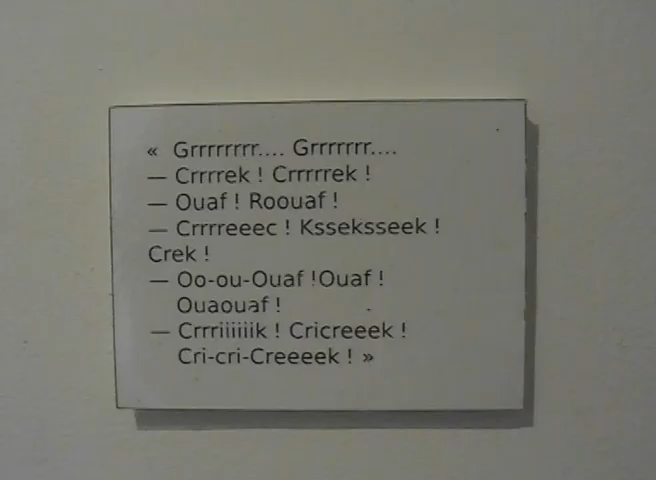 « Grrrrrrrr.... Grrrrrrr....
— Crrrrek ! Crrrrrek !
— Ouaf ! Roouaf !
— Crrrreeec ! Ksseksseek !
Crek !
— Oo-ou-Ouaf !Ouaf !
Ouaouaf !
— Crrriiiiiik ! Cricreeek !
Cri-cri-Creeeek ! »